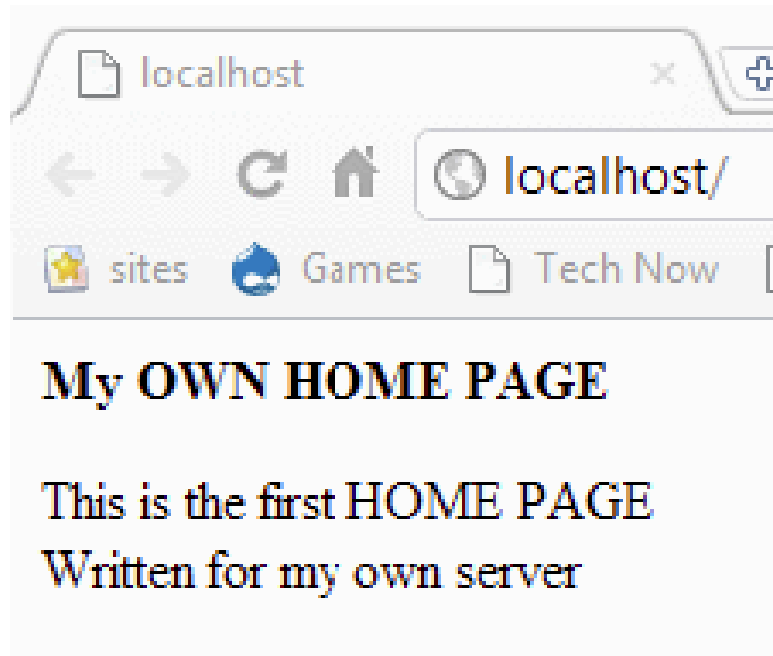 localhost
localhost/
sites Games Tech Now
My OWN HOME PAGE
This is the first HOME PAGE
Written for my own server